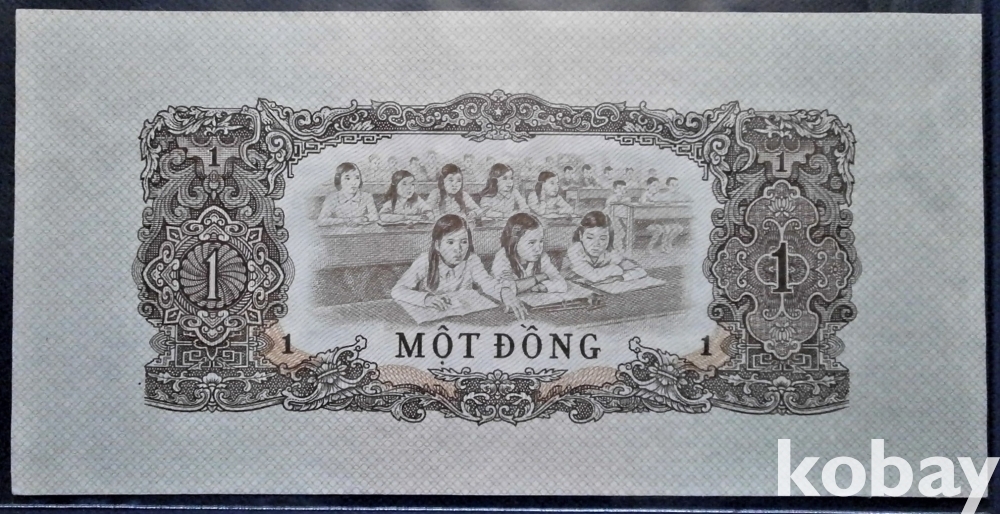 1 1
1 1
1 MỘT ĐỒNG 1
kobay